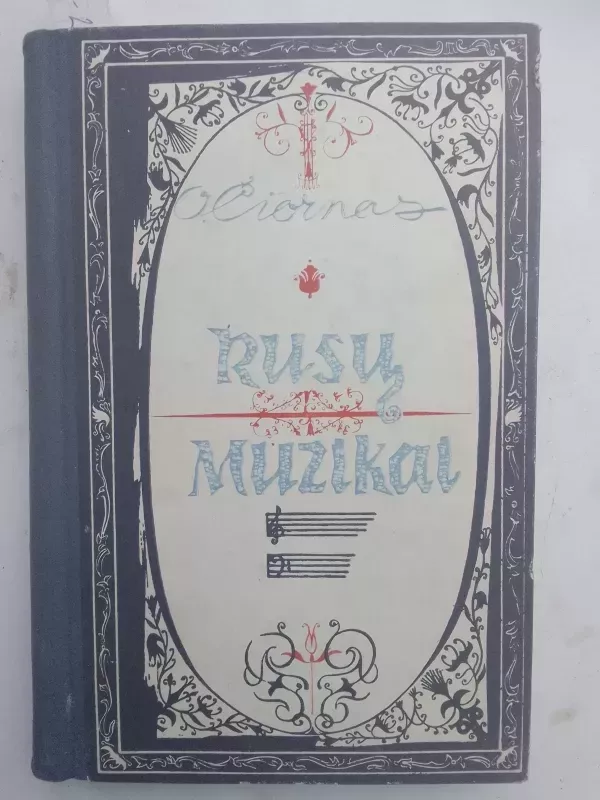 O. Čiornas
Rusų
Muzikai